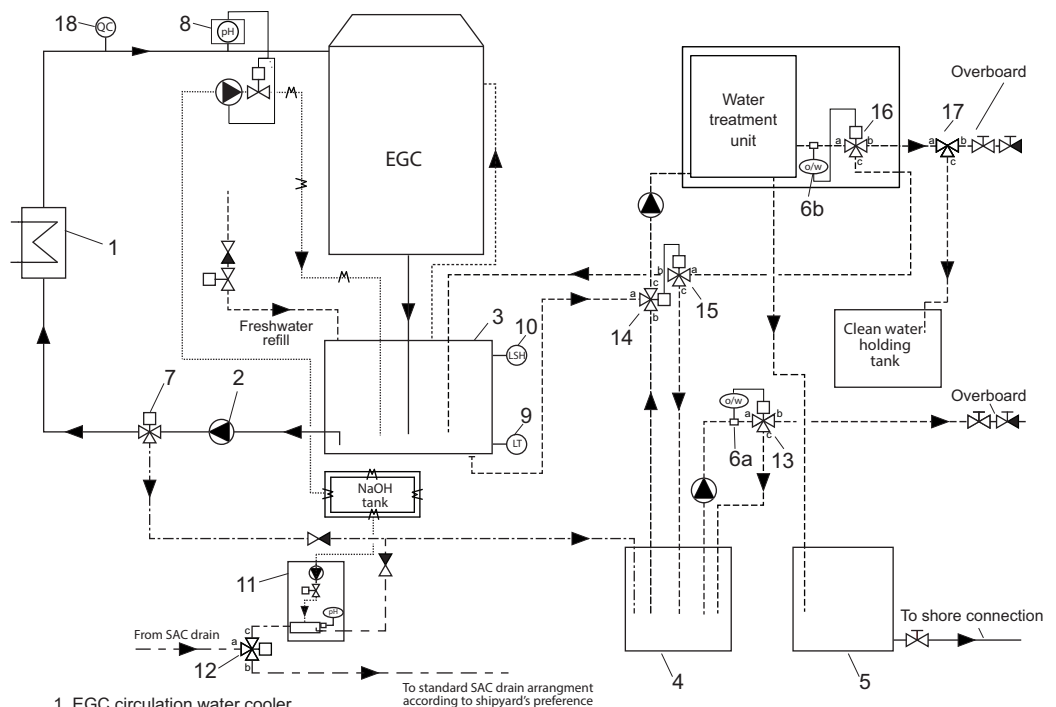 18
QC
8
pH
EGC
Water
treatment
unit
16
17
Overboard
a
b
c
a
b
c
o/w
6b
1
Freshwater
refill
3
10
LSH
9
LT
b
a
c
15
a
c
b
14
Clean water
holding
tank
7
2
o/w
a
b
c
6a
13
Overboard
NaOH
tank
11
pH
From SAC drain
c
a
b
12
To standard SAC drain arrangment
according to shipyard's preference
4
5
To shore connection
1. EGC circulation water cooler